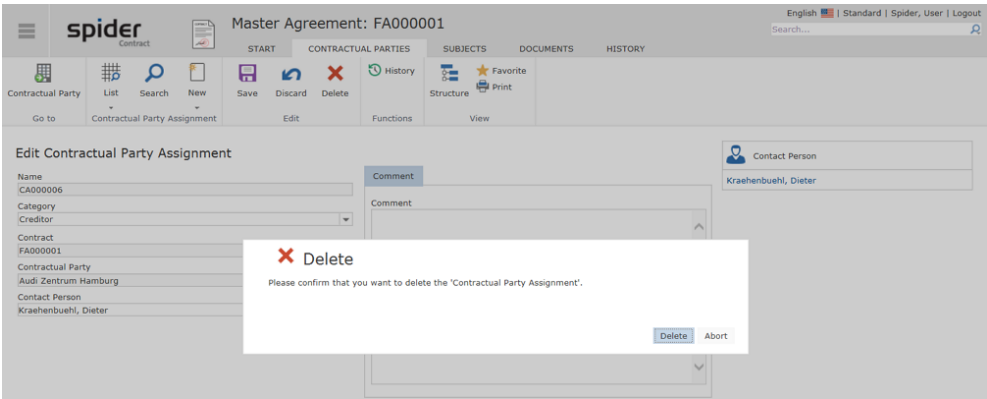 English | Standard | Spider, User | Logout
spider
Contract
Master Agreement: FA000001
Search...
START CONTRACTUAL PARTIES SUBJECTS DOCUMENTS HISTORY
Contractual Party List Search New Save Discard Delete History Structure Favorite
Print
Go to Contractual Party Assignment Edit Functions View
Edit Contractual Party Assignment
Name
CA000006
Category
Creditor
Contract
FA000001
Contractual Party
Audi Zentrum Hamburg
Contact Person
Kraehenbuehl, Dieter
Comment
Comment
Contact Person
Kraehenbuehl, Dieter
Delete
Please confirm that you want to delete the 'Contractual Party Assignment'.
Delete Abort